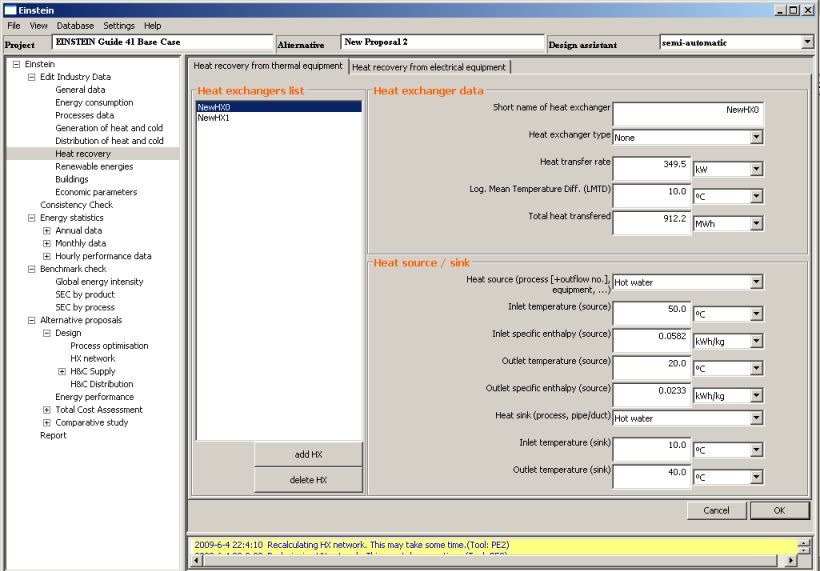 Einstein
File View Database Settings Help
Project EINSTEIN Guide 41 Base Case Alternative New Proposal 2 Design assistant semi-automatic
Einstein
Edit Industry Data
General data
Energy consumption
Processes data
Generation of heat and cold
Distribution of heat and cold
Heat recovery
Renewable energies
Buildings
Economic parameters
Consistency Check
Energy statistics
Annual data
Monthly data
Hourly performance data
Benchmark check
Global energy intensity
SEC by product
SEC by process
Alternative proposals
Design
Process optimisation
HX network
H&C Supply
H&C Distribution
Energy performance
Total Cost Assessment
Comparative study
Report
Heat recovery from thermal equipment Heat recovery from electrical equipment
Heat exchangers list
NewHX0
NewHX1
add HX
delete HX
Heat exchanger data
Short name of heat exchanger NewHX0
Heat exchanger type None
Heat transfer rate 349.5 kW
Log. Mean Temperature Diff. (LMTD) 10.0 ºC
Total heat transfered 912.2 MWh
Heat source / sink
Heat source (process [+outflow no.], Hot water
equipment, ...)
Inlet temperature (source) 50.0 ºC
Inlet specific enthalpy (source) 0.0582 kWh/kg
Outlet temperature (source) 20.0 ºC
Outlet specific enthalpy (source) 0.0233 kWh/kg
Heat sink (process, pipe/duct) Hot water
Inlet temperature (sink) 10.0 ºC
Outlet temperature (sink) 40.0 ºC
Cancel OK
2009-6-4 22:4:10 Recalculating HX network. This may take some time.(Tool: PE2)